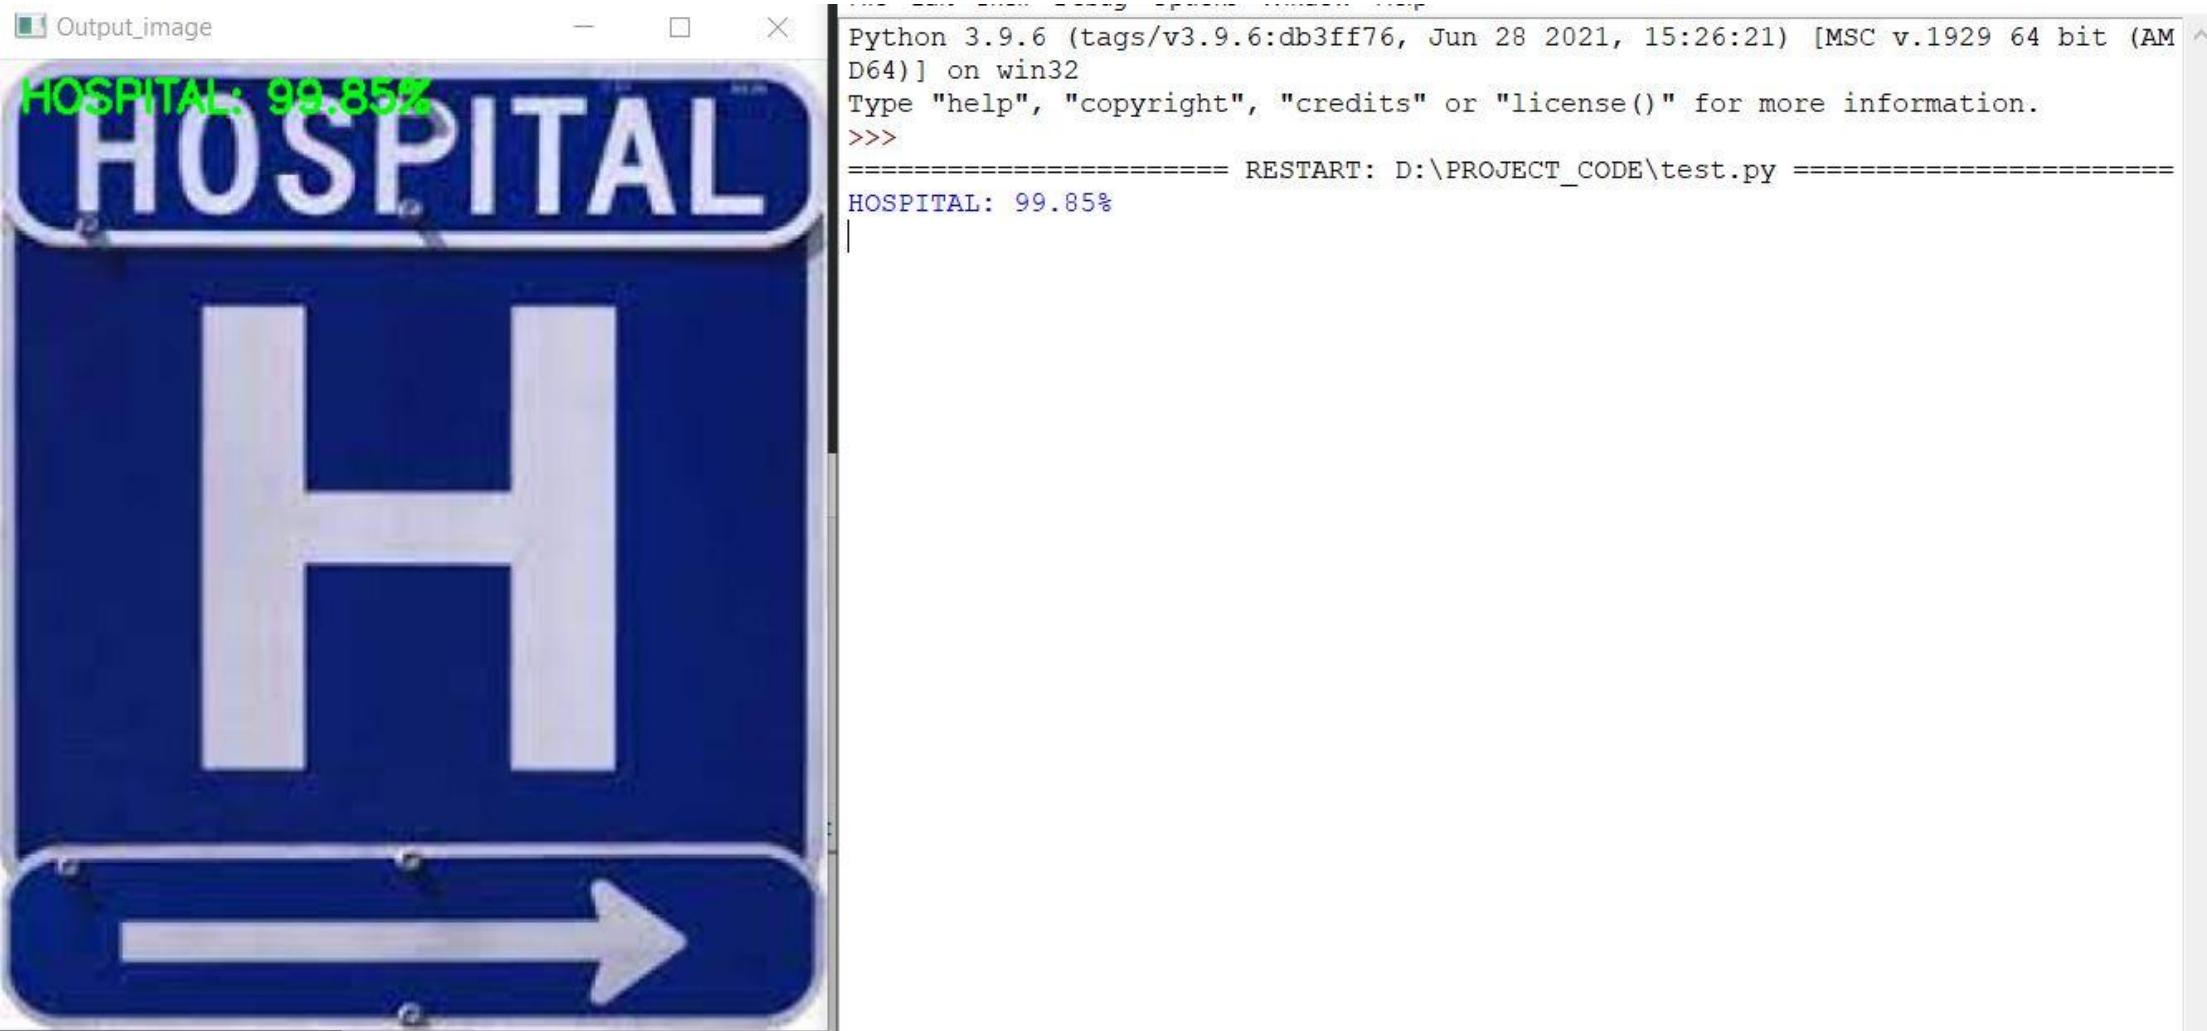 Output_image
HOSPITAL: 99.85%
HOSPITAL
H
Python 3.9.6 (tags/v3.9.6:db3ff76, Jun 28 2021, 15:26:21) [MSC v.1929 64 bit (AM
D64)] on win32
Type "help", "copyright", "credits" or "license()" for more information.
>>>
======================= RESTART: D:\PROJECT_CODE\test.py =======================
HOSPITAL: 99.85%